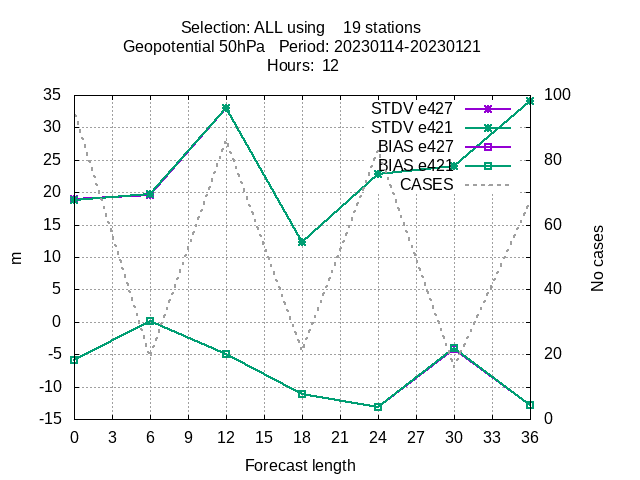 Selection: ALL using 19 stations
Geopotential 50hPa Period: 20230114-20230121
Hours: 12
STDV e427
STDV e421
BIAS e427
BIAS e421
CASES
35
30
25
20
15
10
5
0
-5
-10
-15
100
80
60
40
20
0
m
No cases
0 3 6 9 12 15 18 21 24 27 30 33 36
Forecast length